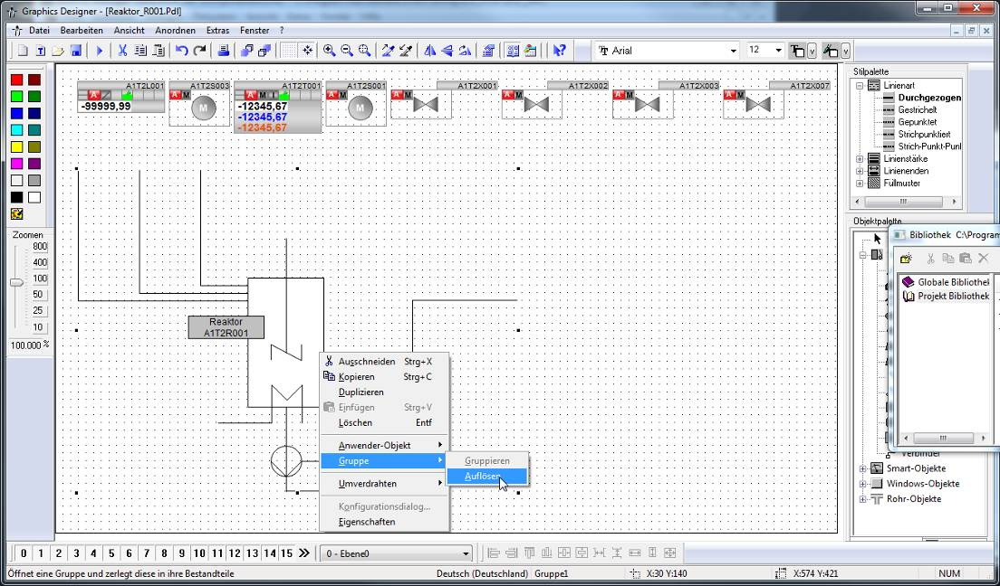 Graphics Designer - [Reaktor_R001.Pdl]
Datei Bearbeiten Ansicht Anordnen Extras Fenster ?
Arial 12
A1T2L001 A1T2S003 A1T2T001 A1T2S001 A1T2X001 A1T2X002 A1T2X003 A1T2X007
A A M A M I A M A M A M A M A M
-99999,99 M -12345,67 M
-12345,67
-12345,67
Stilpalette
Linienart
Durchgezogen
Gestrichelt
Gepunktet
Strichpunktiert
Strich-Punkt-Punl
Linienstärke
Linienenden
Füllmuster
Zoomen
800
400
100
50
25
10
100.000 %
Reaktor
A1T2R001
Ausschneiden Strg+X
Kopieren Strg+C
Duplizieren
Einfügen Strg+V
Löschen Entf
Anwender-Objekt
Gruppe
Umverdrahten
Konfigurationsdialog...
Eigenschaften
Gruppieren
Auflösen
Objektpalette
Bibliothek C:\Program
Globale Bibliothek
Projekt Bibliothek
Verbinder
Smart-Objekte
Windows-Objekte
Rohr-Objekte
0 1 2 3 4 5 6 7 8 9 10 11 12 13 14 15
0 - Ebene0
Öffnet eine Gruppe und zerlegt diese in ihre Bestandteile Deutsch (Deutschland) Gruppe1 X:30 Y:140 X:574 Y:421 NUM